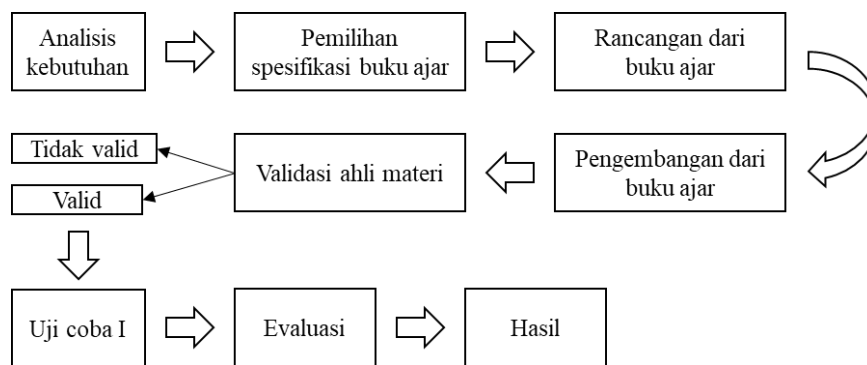 Analisis
kebutuhan
Pemilihan
spesifikasi buku ajar
Rancangan dari
buku ajar
Tidak valid
Valid
Validasi ahli materi
Pengembangan dari
buku ajar
Uji coba I
Evaluasi
Hasil